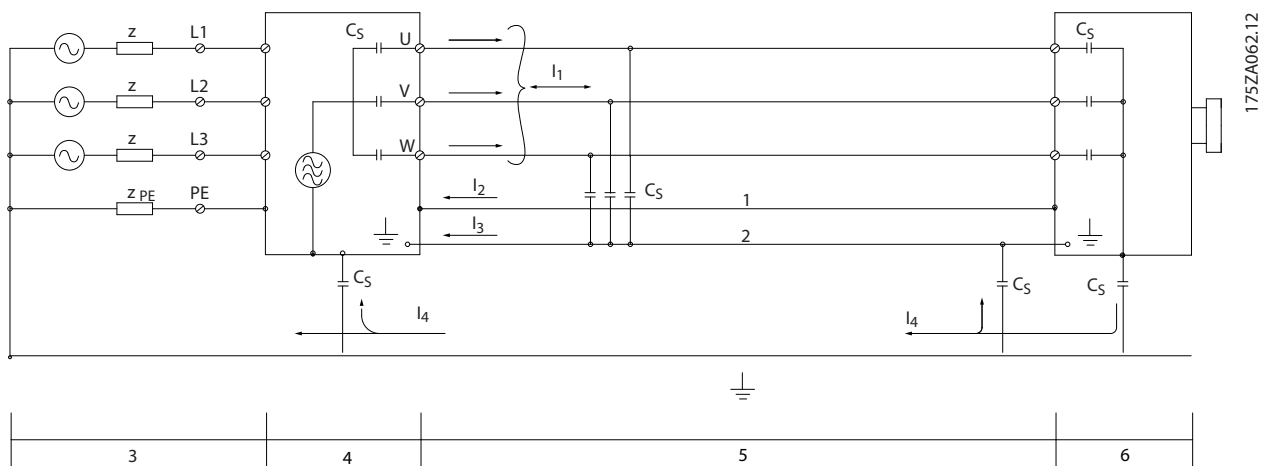 z L1 C_S U C_S
I_1
z L2 V
z L3 W
z PE PE I_2 C_S 1
I_3 2
C_S C_S C_S
I_4 I_4
3 4 5 6
175ZA062.12